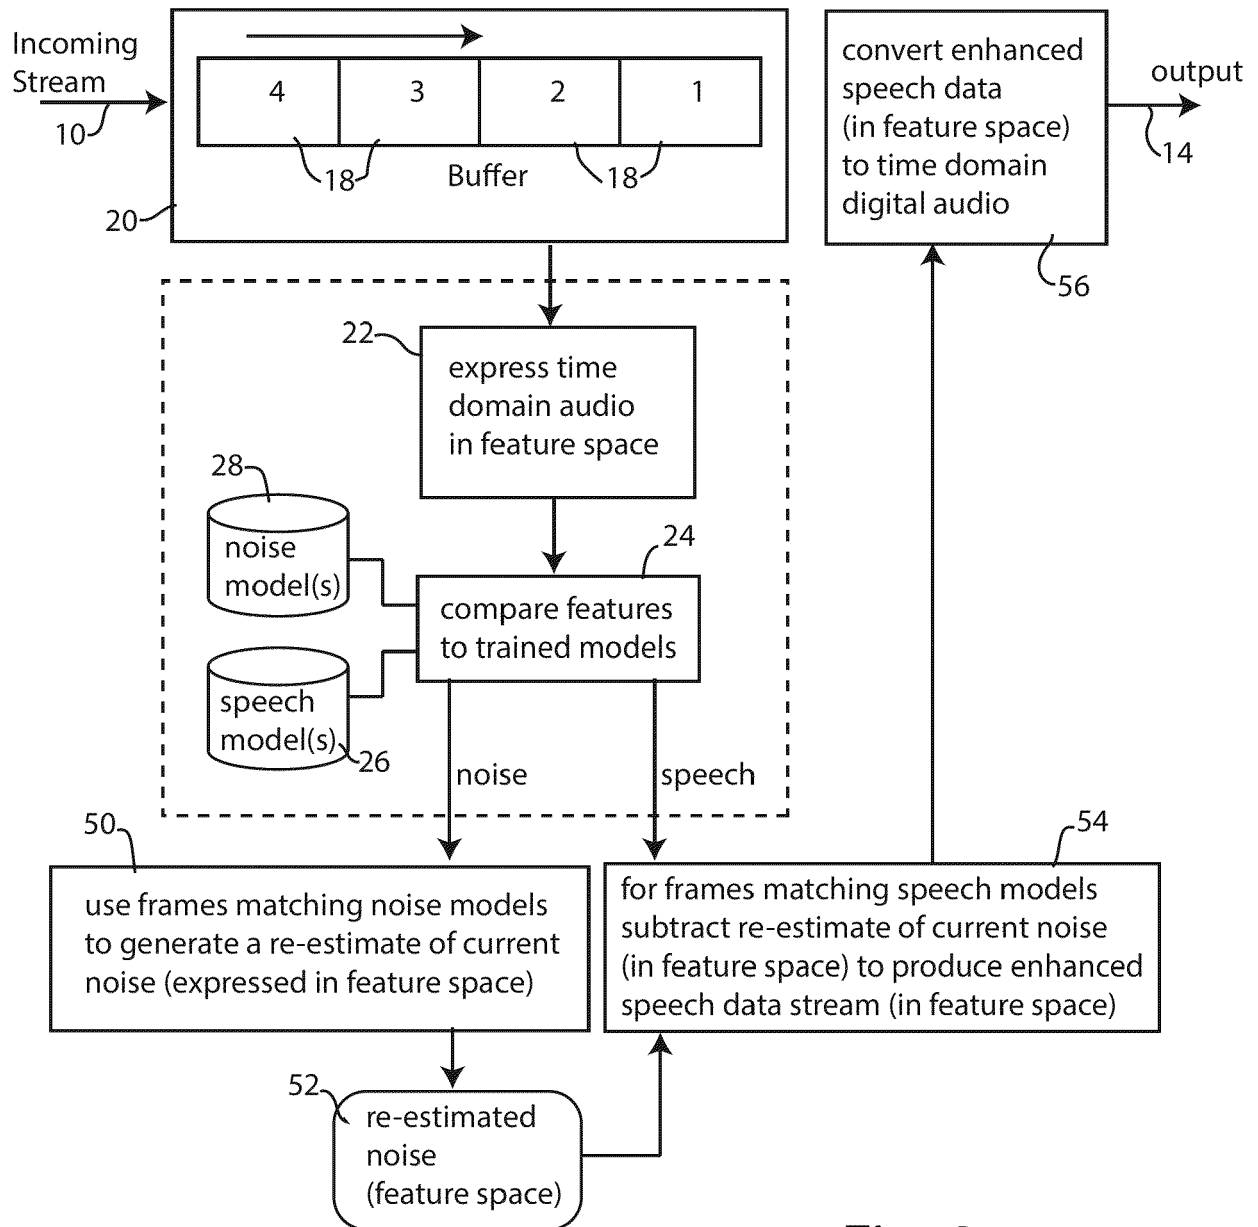 Incoming
Stream
10
4 3 2 1
18 18
Buffer
20
convert enhanced
speech data
(in feature space)
to time domain
digital audio
output
14
56
22
express time
domain audio
in feature space
28
noise
model(s)
24
compare features
to trained models
speech
model(s)
26
noise
speech
50
use frames matching noise models
to generate a re-estimate of current
noise (expressed in feature space)
54
for frames matching speech models
subtract re-estimate of current noise
(in feature space) to produce enhanced
speech data stream (in feature space)
52
re-estimated
noise
(feature space)